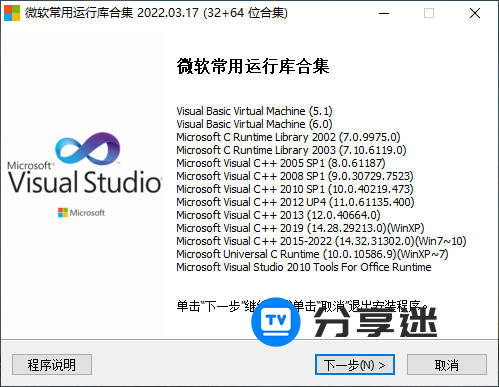 微软常用运行库合集 2022.03.17 (32+64 位合集)
微软常用运行库合集
Visual Basic Virtual Machine (5.1)
Visual Basic Virtual Machine (6.0)
Microsoft C Runtime Library 2002 (7.0.9975.0)
Microsoft C Runtime Library 2003 (7.10.6119.0)
Microsoft Visual C++ 2005 SP1 (8.0.61187)
Microsoft Visual C++ 2008 SP1 (9.0.30729.7523)
Microsoft Visual C++ 2010 SP1 (10.0.40219.473)
Microsoft Visual C++ 2012 UP4 (11.0.61135.400)
Microsoft Visual C++ 2013 (12.0.40664.0)
Microsoft Visual C++ 2019 (14.28.29213.0)(WinXP)
Microsoft Visual C++ 2015-2022 (14.32.31302.0)(Win7~10)
Microsoft Universal C Runtime (10.0.10586.9)(WinXP~7)
Microsoft Visual Studio 2010 Tools For Office Runtime
Microsoft®
Visual Studio®
Microsoft
单击“下一步”继 单击“取消”退出安装程序。
TV 分享迷
程序说明
下一步(N) >
取消